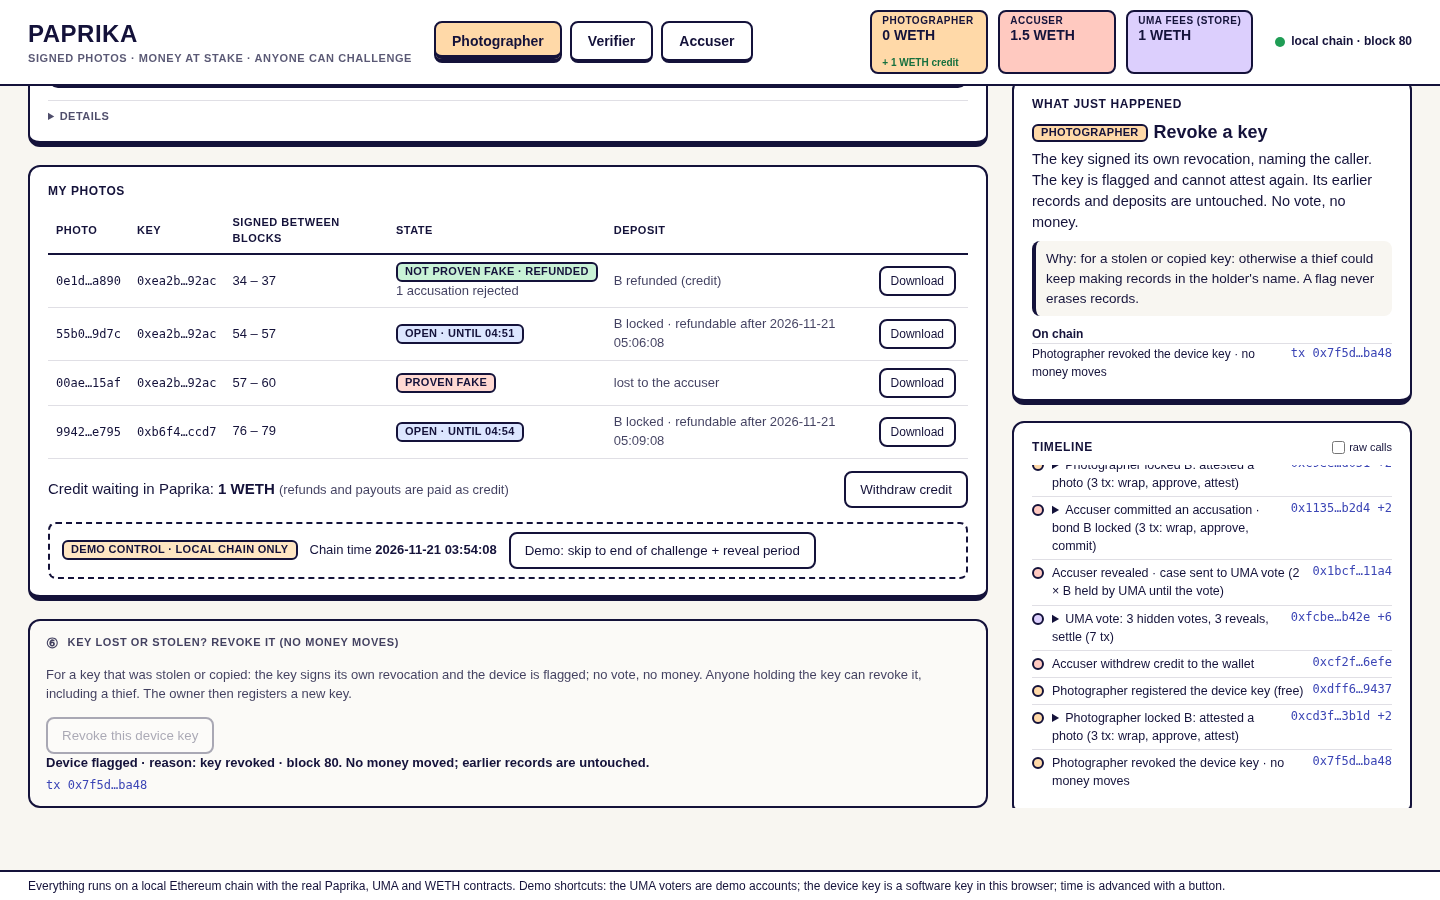 PAPRIKA
SIGNED PHOTOS · MONEY AT STAKE · ANYONE CAN CHALLENGE
Photographer
Verifier
Accuser
PHOTOGRAPHER
0 WETH
+ 1 WETH credit
ACCUSER
1.5 WETH
UMA FEES (STORE)
1 WETH
local chain · block 80
DETAILS
MY PHOTOS
PHOTO KEY SIGNED BETWEEN BLOCKS STATE DEPOSIT
0e1d…a890 0xea2b…92ac 34 – 37 NOT PROVEN FAKE · REFUNDED B refunded (credit) Download
1 accusation rejected
55b0…9d7c 0xea2b…92ac 54 – 57 OPEN · UNTIL 04:51 B locked · refundable after 2026-11-21 05:06:08 Download
00ae…15af 0xea2b…92ac 57 – 60 PROVEN FAKE lost to the accuser Download
9942…e795 0xb6f4…ccd7 76 – 79 OPEN · UNTIL 04:54 B locked · refundable after 2026-11-21 05:09:08 Download
Credit waiting in Paprika: 1 WETH (refunds and payouts are paid as credit)
Withdraw credit
DEMO CONTROL · LOCAL CHAIN ONLY Chain time 2026-11-21 03:54:08 Demo: skip to end of challenge + reveal period
⑥ KEY LOST OR STOLEN? REVOKE IT (NO MONEY MOVES)
For a key that was stolen or copied: the key signs its own revocation and the device is flagged; no vote, no money. Anyone holding the key can revoke it,
including a thief. The owner then registers a new key.
Revoke this device key
Device flagged · reason: key revoked · block 80. No money moved; earlier records are untouched.
tx 0x7f5d…ba48
WHAT JUST HAPPENED
PHOTOGRAPHER Revoke a key
The key signed its own revocation, naming the caller.
The key is flagged and cannot attest again. Its earlier
records and deposits are untouched. No vote, no
money.
Why: for a stolen or copied key: otherwise a thief could
keep making records in the holder's name. A flag never
erases records.
On chain
Photographer revoked the device key · no tx 0x7f5d…ba48
money moves
TIMELINE
raw calls
Photographer locked B: attested a
photo (3 tx: wrap, approve, attest)
Accuser committed an accusation · 0x1135…b2d4 +2
bond B locked (3 tx: wrap, approve,
commit)
Accuser revealed · case sent to UMA vote (2 0x1bcf…11a4
× B held by UMA until the vote)
UMA vote: 3 hidden votes, 3 reveals, 0xfcbe…b42e +6
settle (7 tx)
Accuser withdrew credit to the wallet 0xcf2f…6efe
Photographer registered the device key (free) 0xdff6…9437
Photographer locked B: attested a 0xcd3f…3b1d +2
photo (3 tx: wrap, approve, attest)
Photographer revoked the device key · no 0x7f5d…ba48
money moves
Everything runs on a local Ethereum chain with the real Paprika, UMA and WETH contracts. Demo shortcuts: the UMA voters are demo accounts; the device key is a software key in this browser; time is advanced with a button.